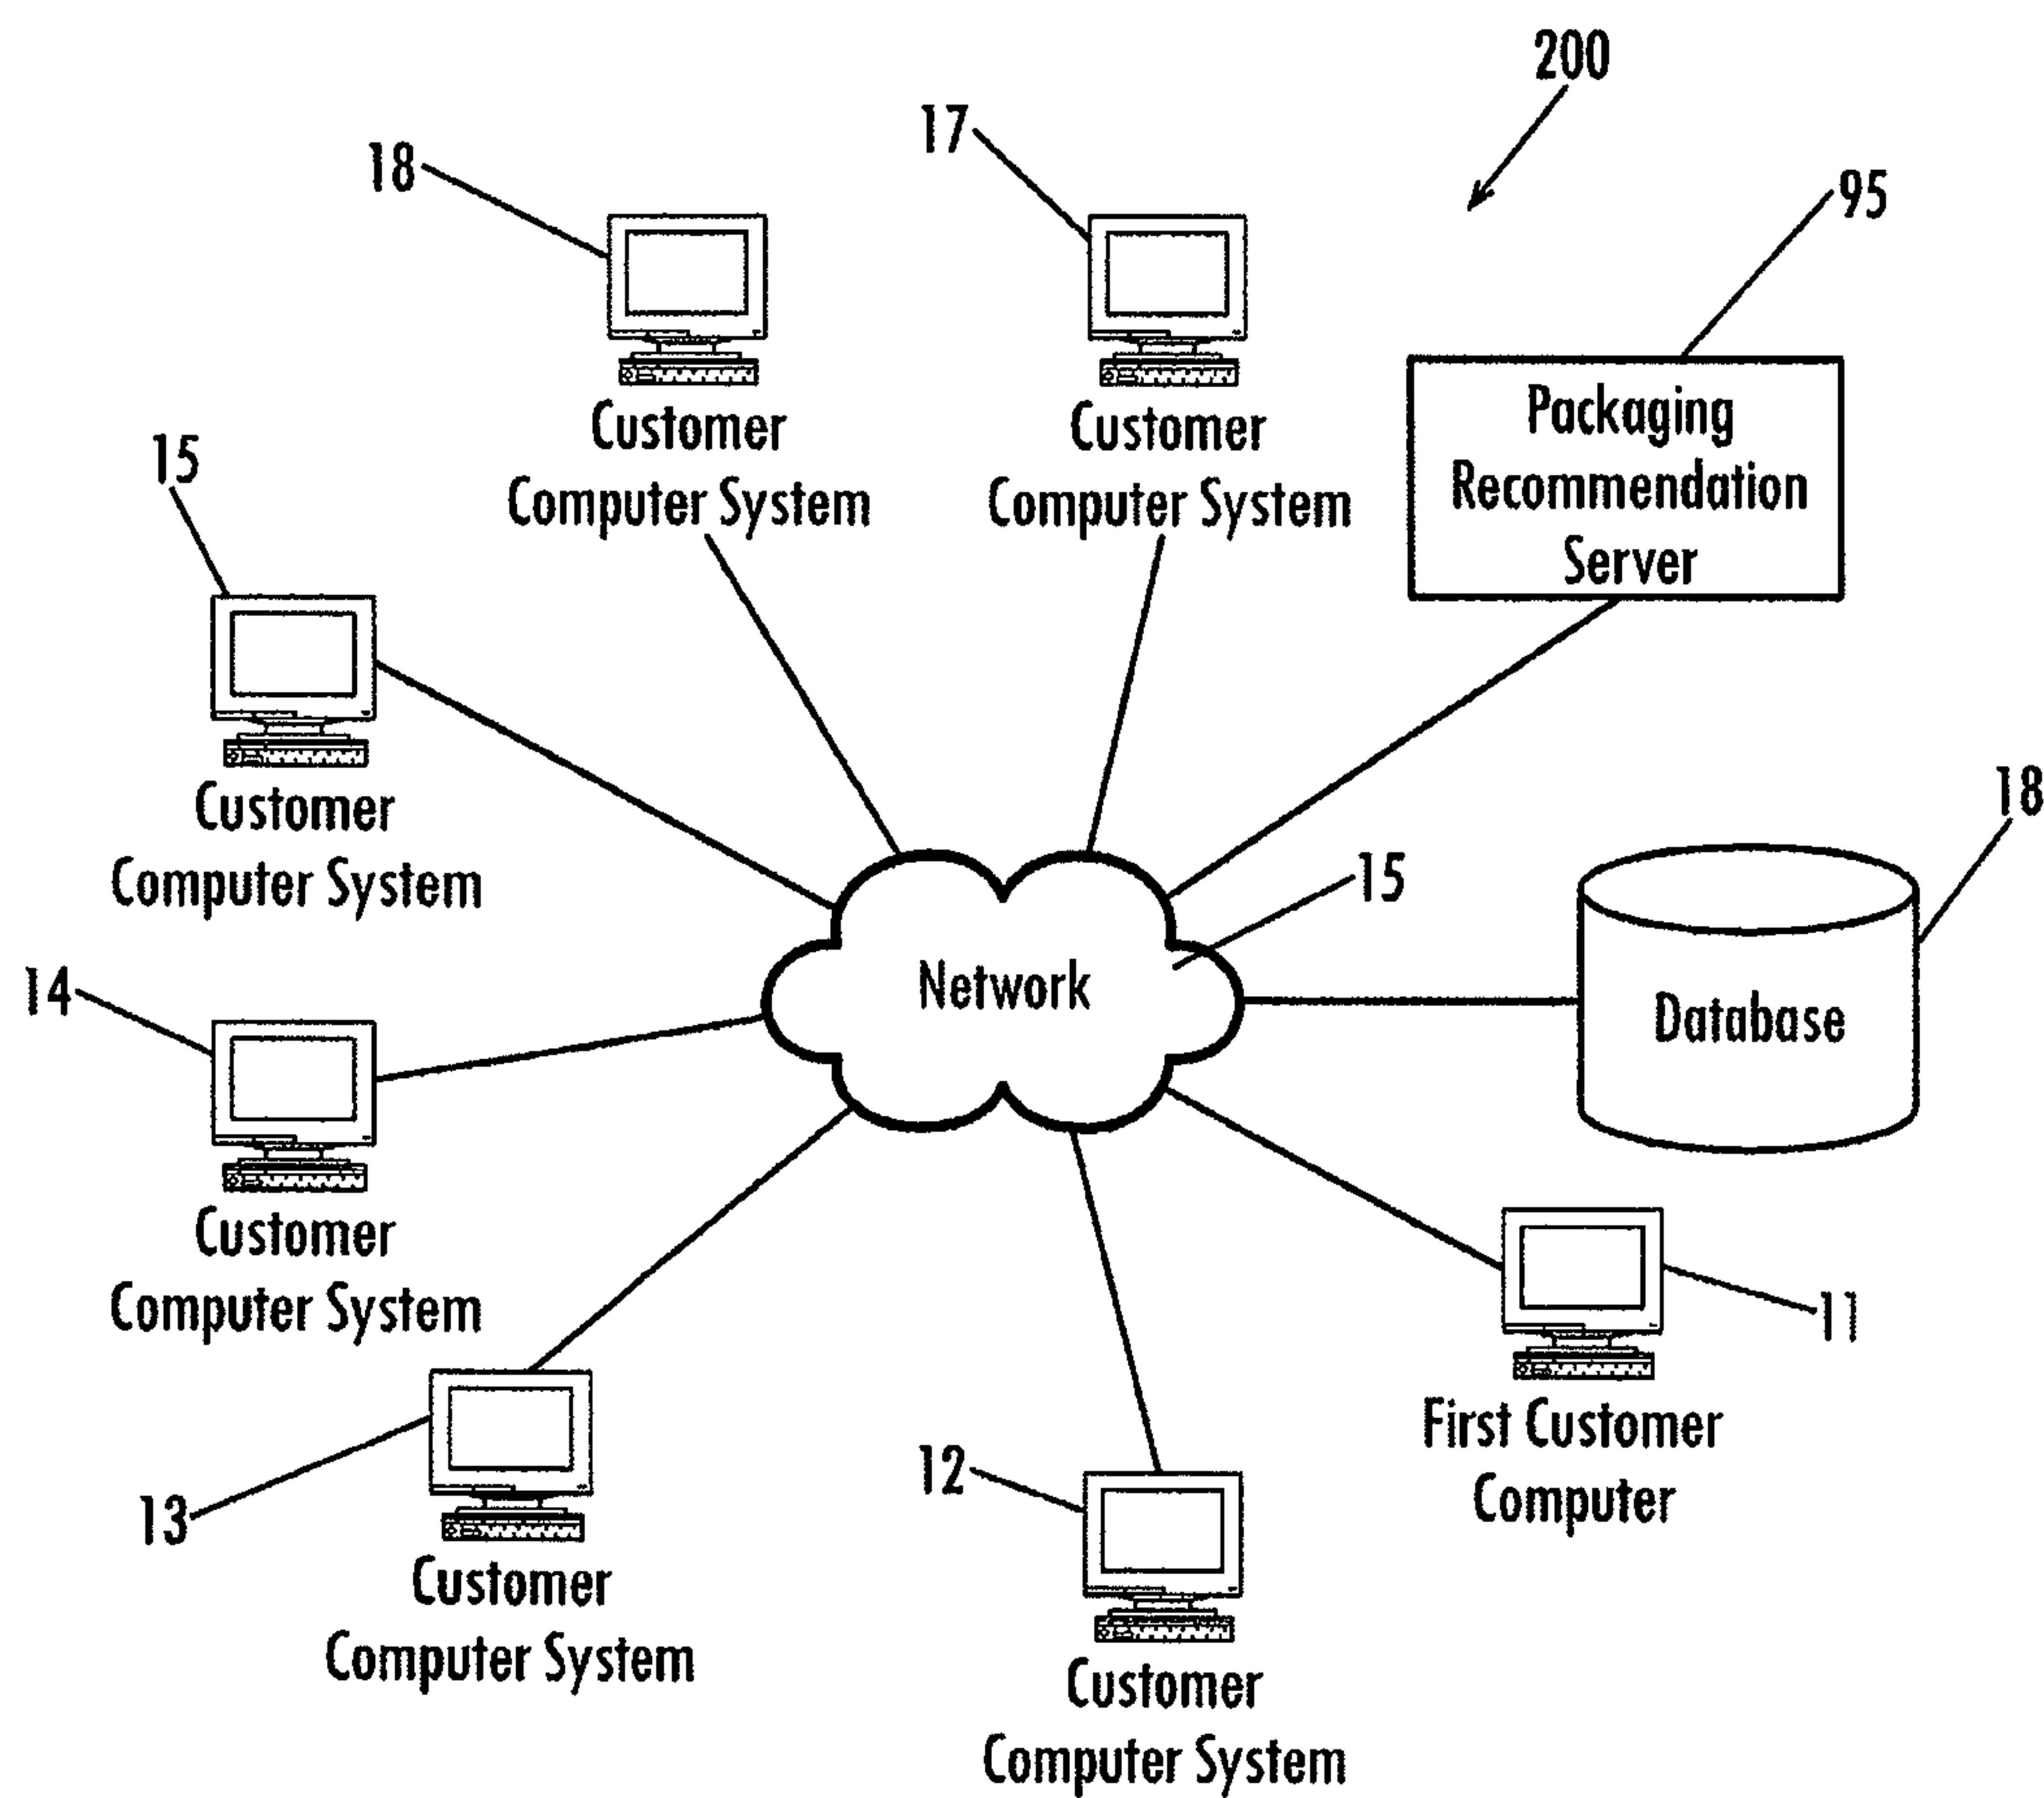 200
17
18
95
Customer
Computer System
Customer
Computer System
Packaging
Recommendation
Server
15
Customer
Computer System
18
15
Network
Database
14
Customer
Computer System
11
First Customer
Computer
13
Customer
Computer System
12
Customer
Computer System